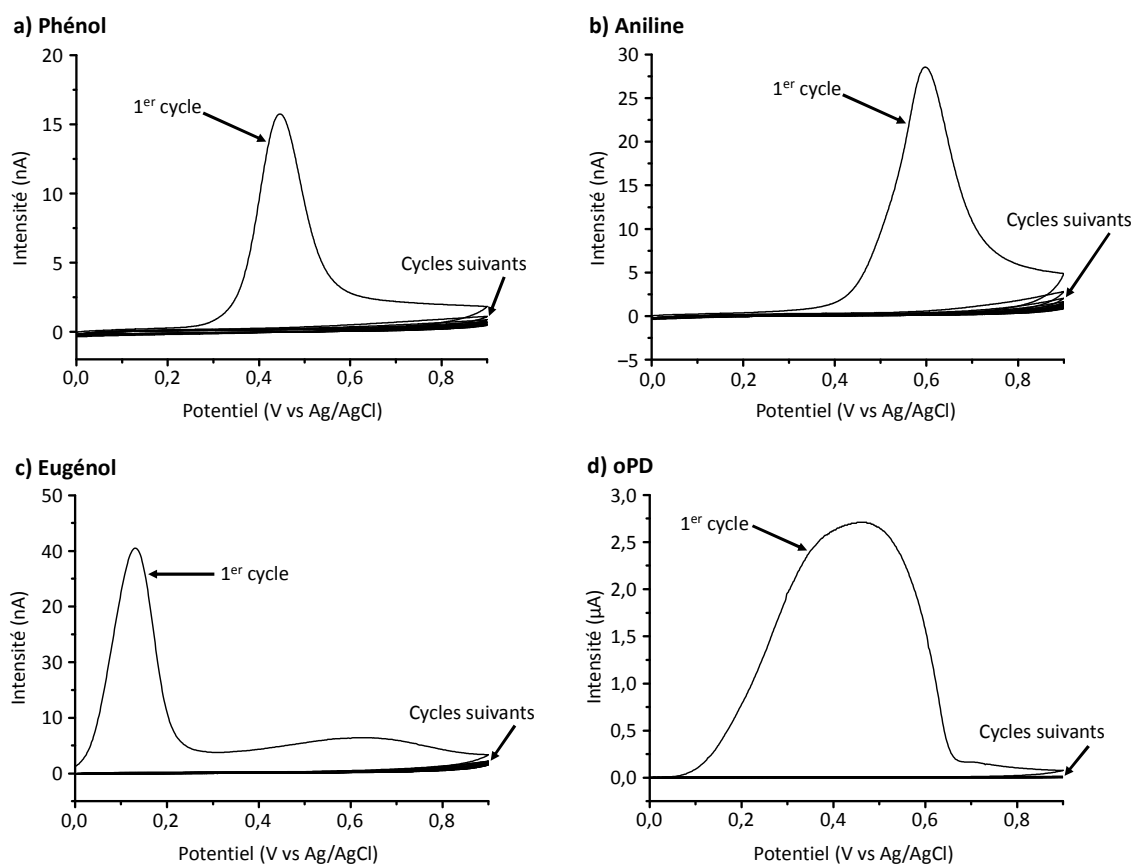 a) Phénol
20
15
10
5
0
Intensité (nA)
1er cycle
Cycles suivants
0,0 0,2 0,4 0,6 0,8
Potentiel (V vs Ag/AgCl)
b) Aniline
30
25
20
15
10
5
0
–5
Intensité (nA)
1er cycle
Cycles suivants
0,0 0,2 0,4 0,6 0,8
Potentiel (V vs Ag/AgCl)
c) Eugénol
50
40
20
30
10
0
Intensité (nA)
1er cycle
Cycles suivants
0,0 0,2 0,4 0,6 0,8
Potentiel (V vs Ag/AgCl)
d) oPD
3,0
2,5
2,0
1,5
1,0
0,5
0,0
Intensité (µA)
1er cycle
Cycles suivants
0,0 0,2 0,4 0,6 0,8
Potentiel (V vs Ag/AgCl)